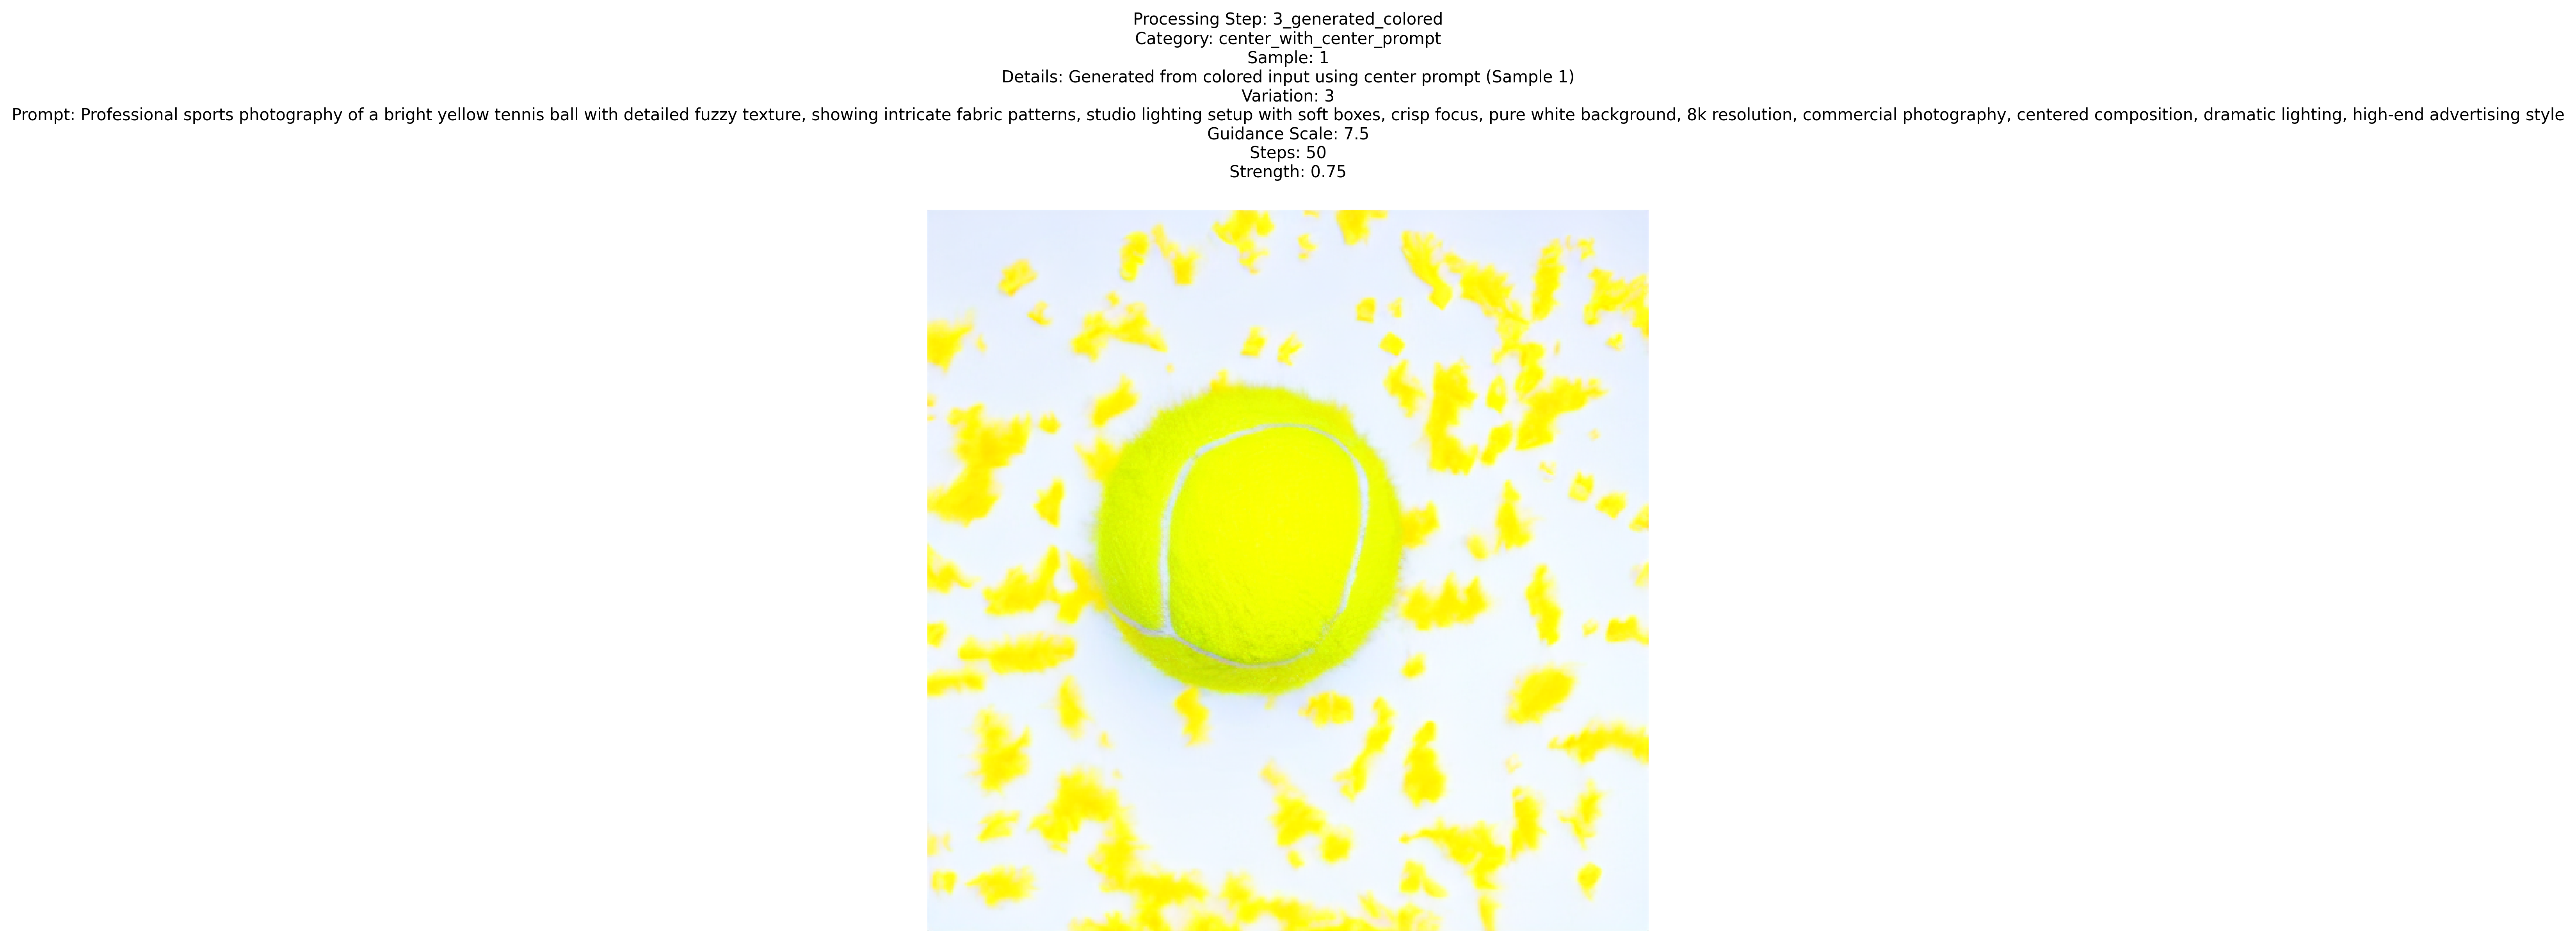 Processing Step: 3_generated_colored
Category: center_with_center_prompt
Sample: 1
Details: Generated from colored input using center prompt (Sample 1)
Variation: 3
Prompt: Professional sports photography of a bright yellow tennis ball with detailed fuzzy texture, showing intricate fabric patterns, studio lighting setup with soft boxes, crisp focus, pure white background, 8k resolution, commercial photography, centered composition, dramatic lighting, high-end advertising style
Guidance Scale: 7.5
Steps: 50
Strength: 0.75